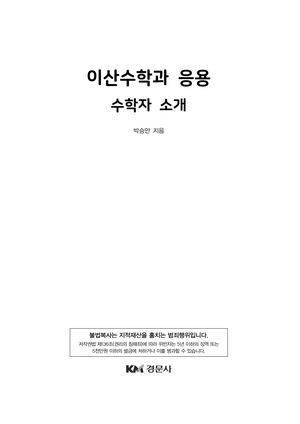 이산수학과 응용
수학자 소개
박승안 지음
불법복사는 지적재산을 훔치는 범죄행위입니다.
저작권법 제136조(권리의 침해죄)에 따라 위반자는 5년 이하의 징역 또는
5천만원 이하의 벌금에 처하거나 이를 병과할 수 있습니다.
KM 경문사